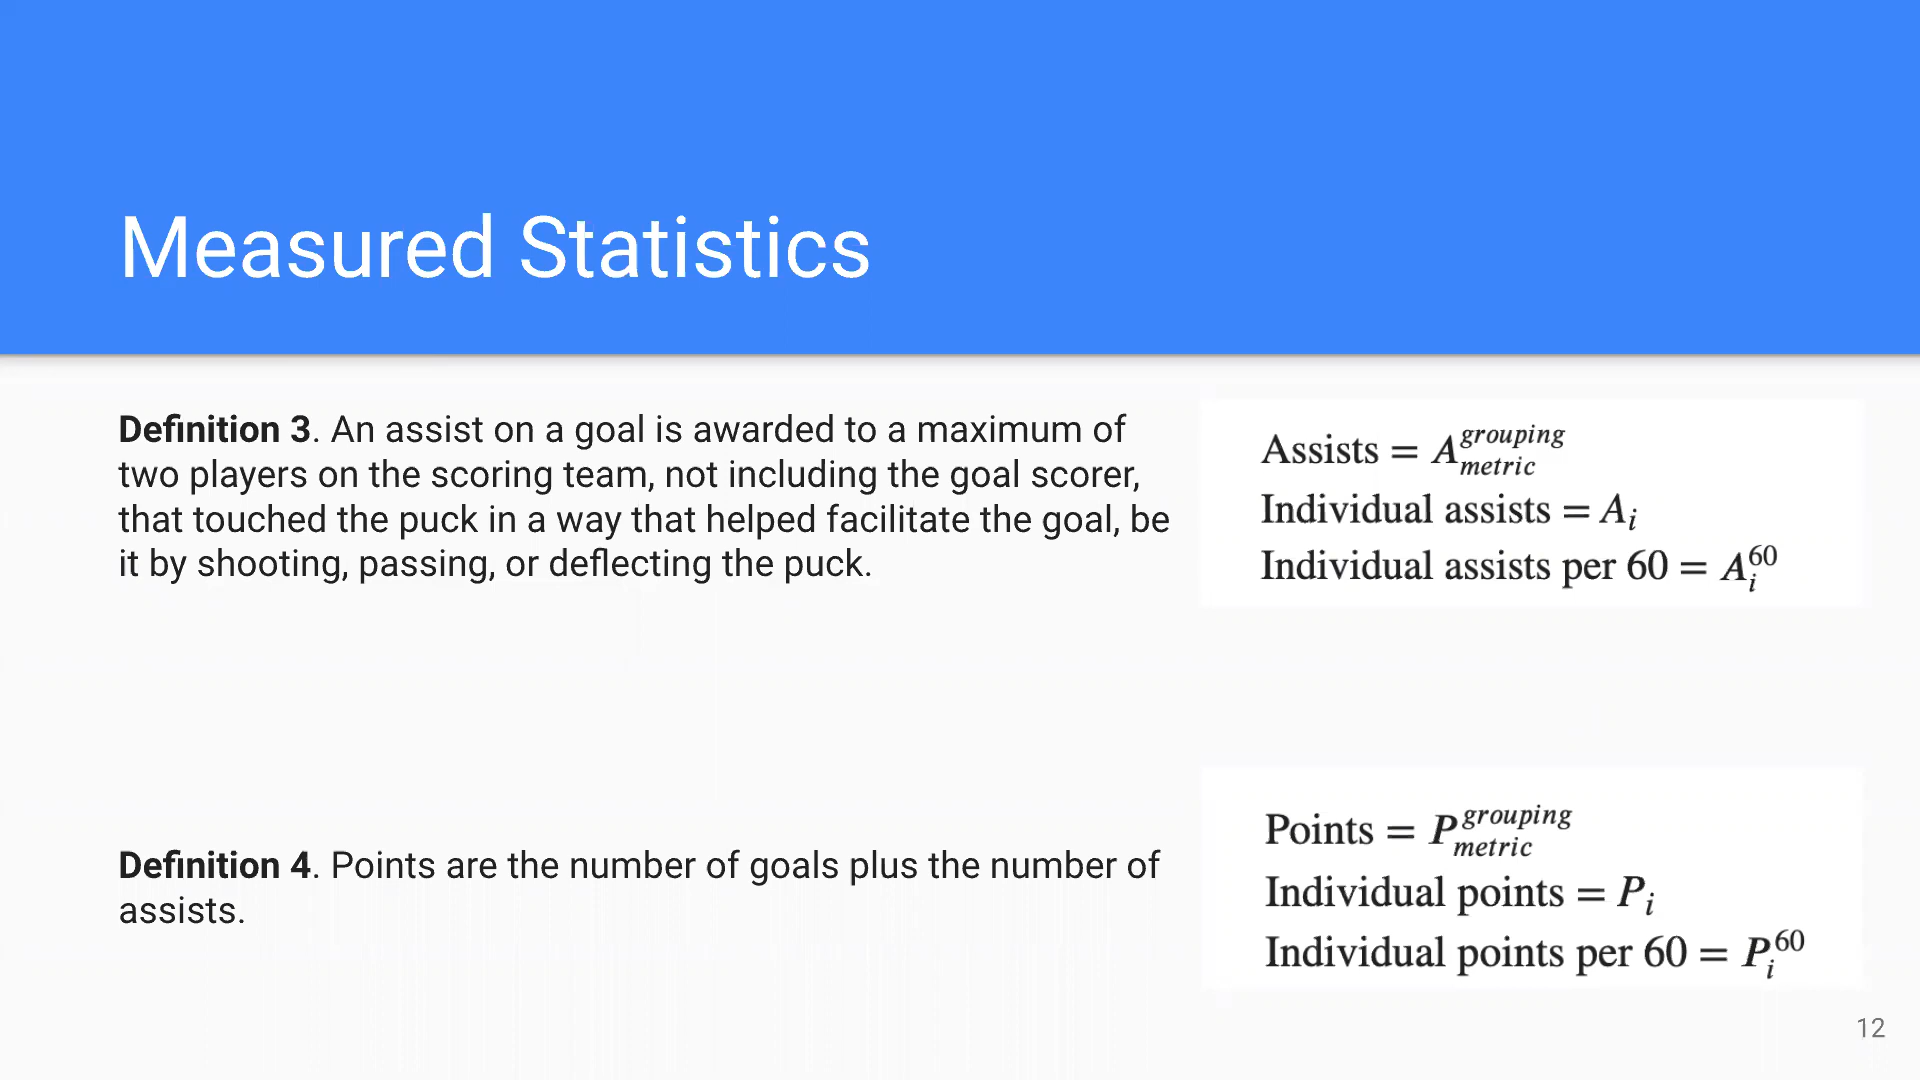 Measured Statistics
Definition 3. An assist on a goal is awarded to a maximum of
two players on the scoring team, not including the goal scorer,
that touched the puck in a way that helped facilitate the goal, be
it by shooting, passing, or deflecting the puck.
Assists = A^{grouping}_{metric}
Individual assists = A_i
Individual assists per 60 = A_i^{60}
Definition 4. Points are the number of goals plus the number of
assists.
Points = P^{grouping}_{metric}
Individual points = P_i
Individual points per 60 = P_i^{60}
12